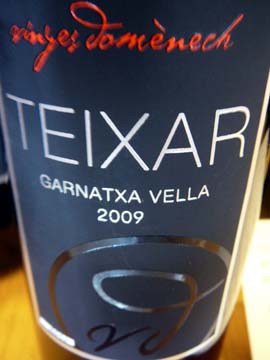 vinyes domènech
TEIXAR
GARNATXA VELLA
2009